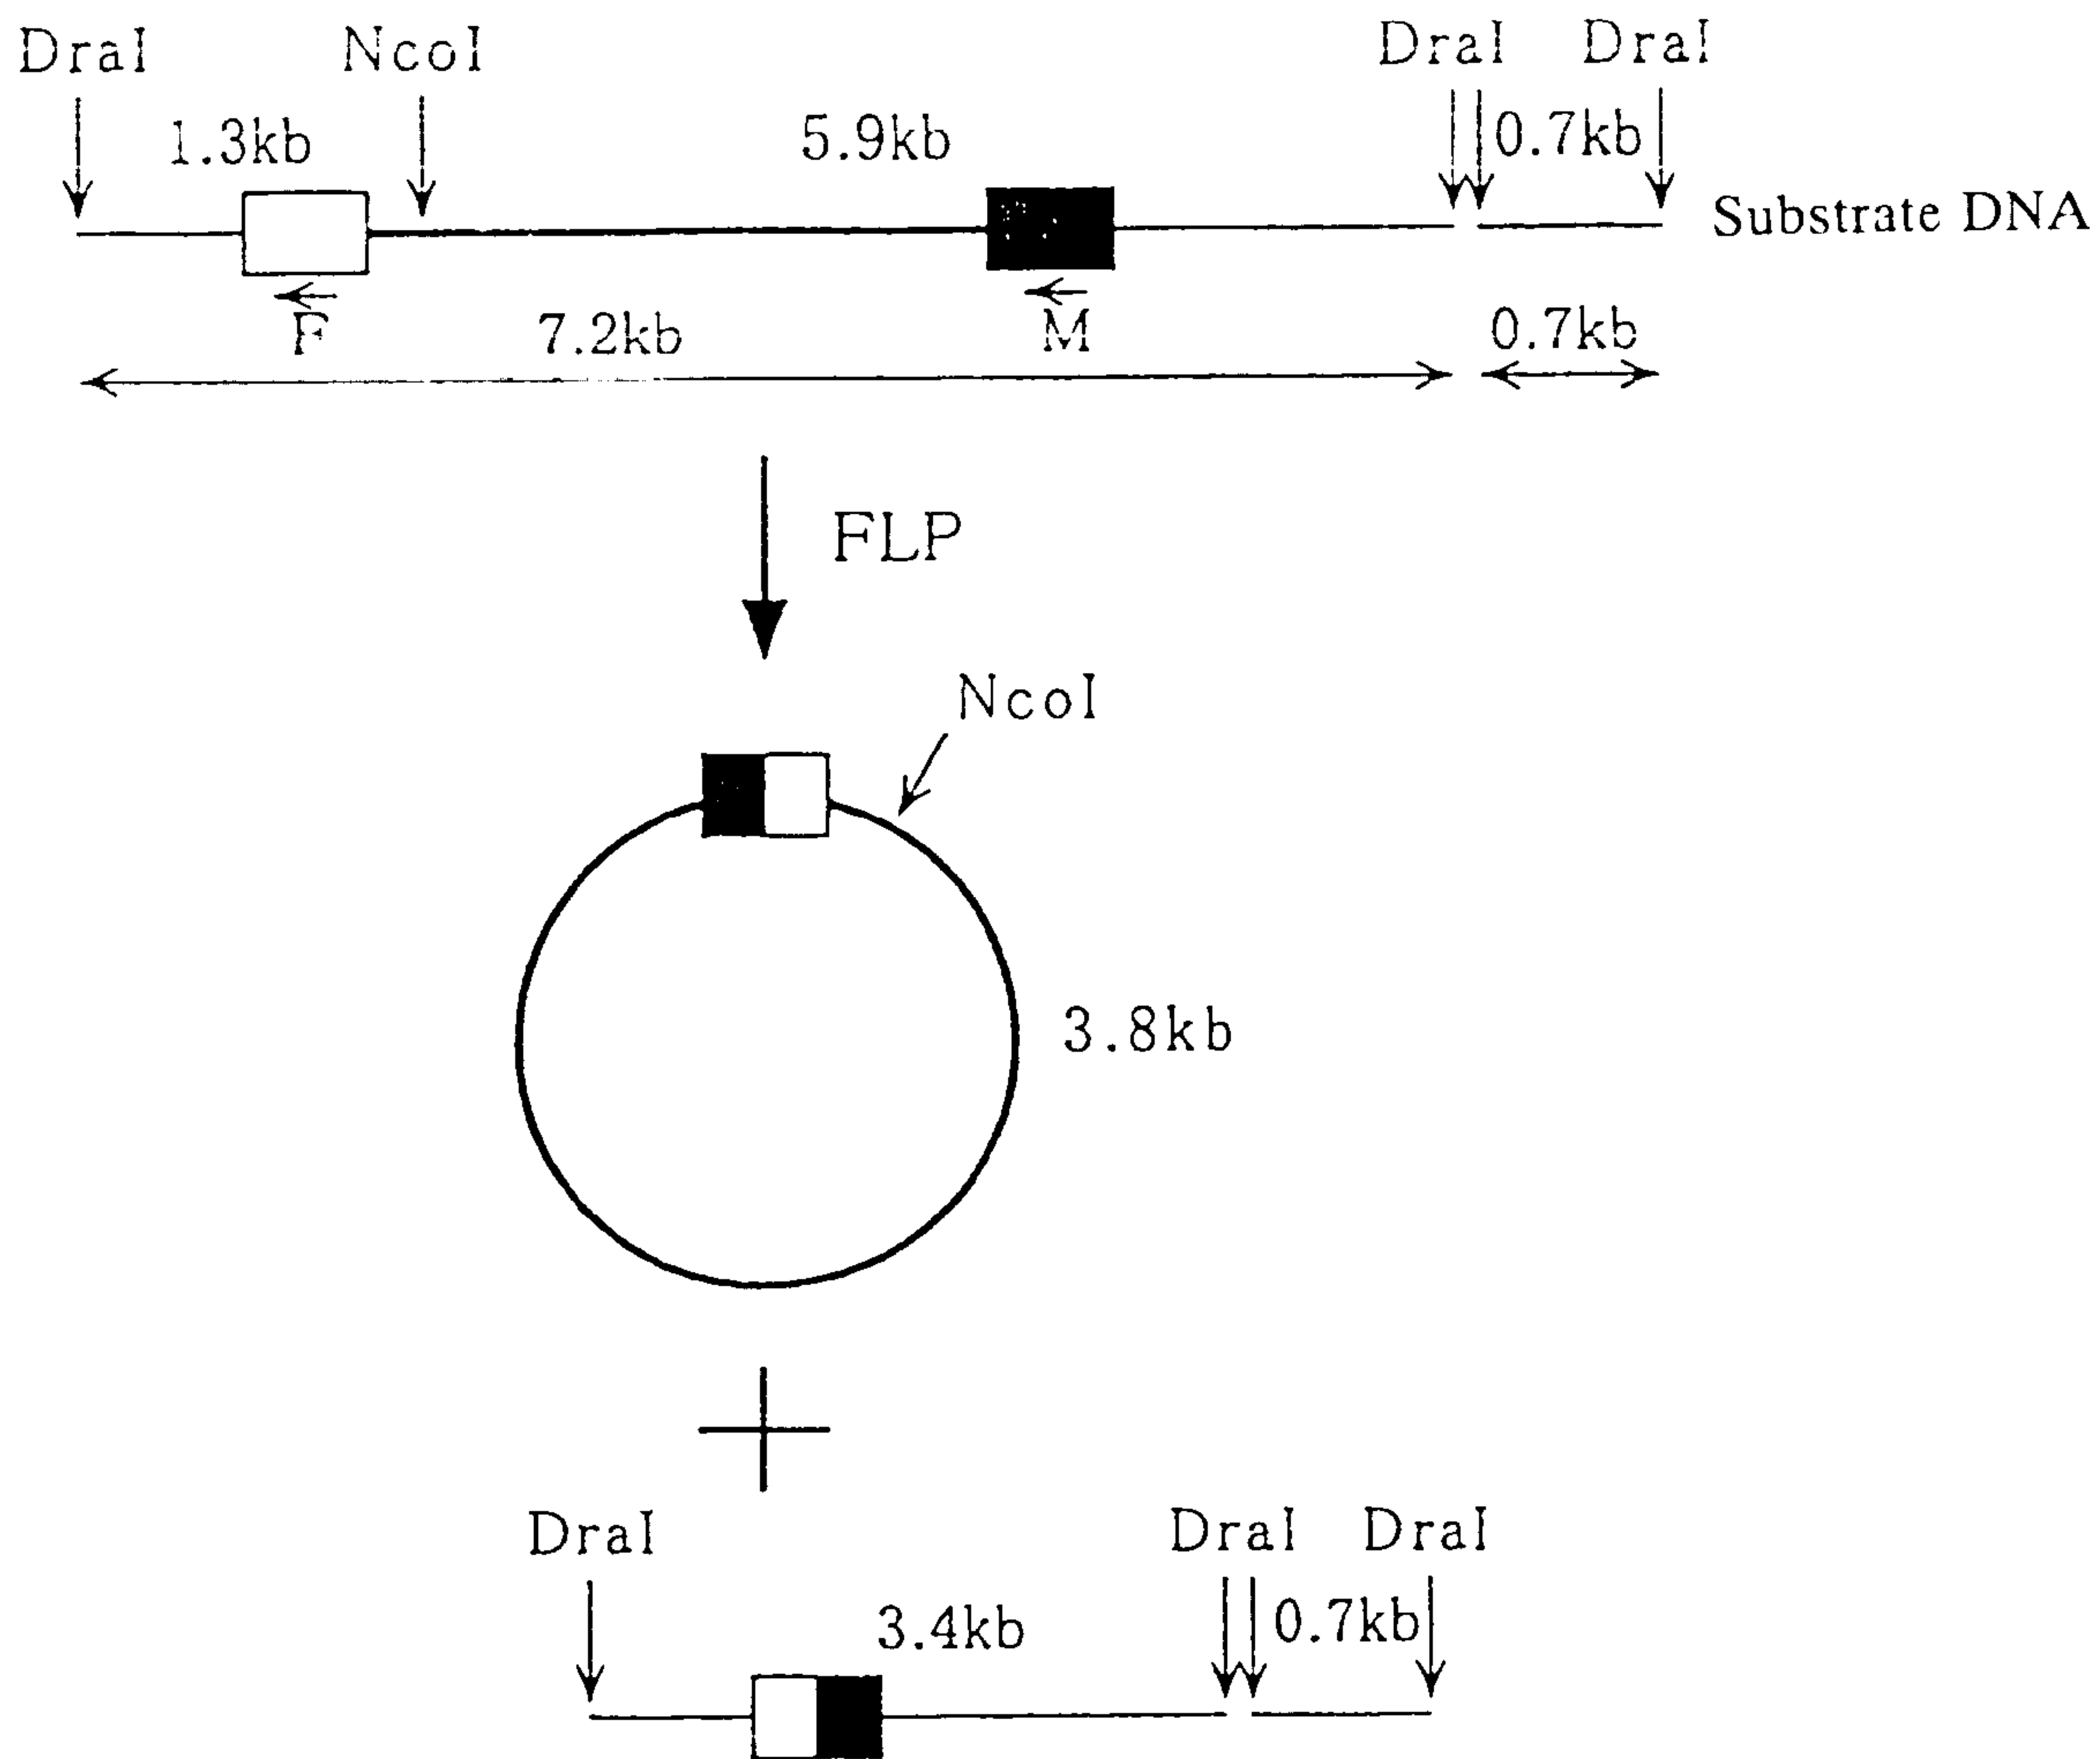 DraI NcoI DraI DraI
1.3kb 5.9kb 0.7kb
Substrate DNA
F 7.2kb M 0.7kb
FLP
NcoI
3.8kb
DraI DraI DraI
3.4kb 0.7kb